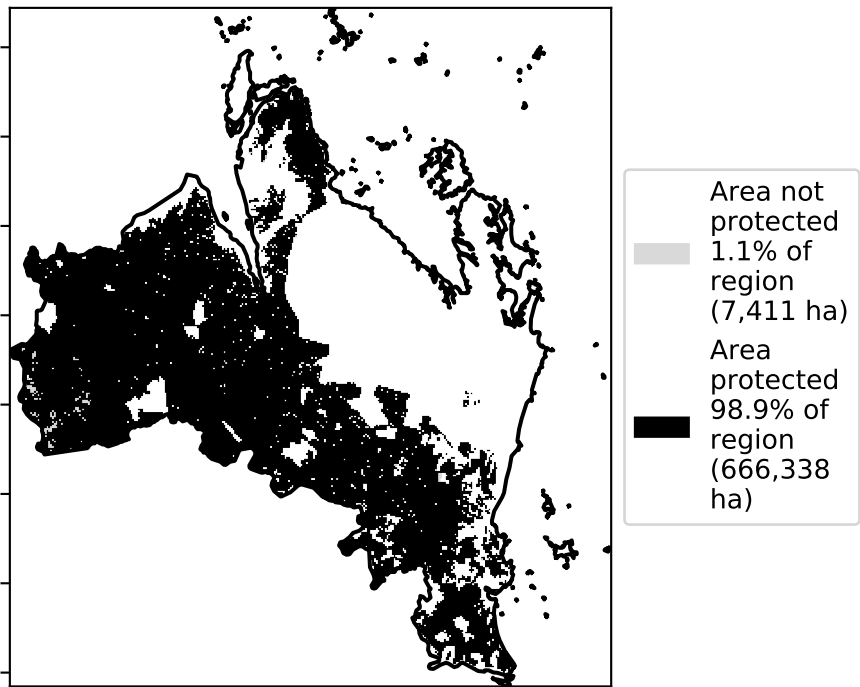 Area not
protected
1.1% of
region
(7,411 ha)
Area
protected
98.9% of
region
(666,338
ha)